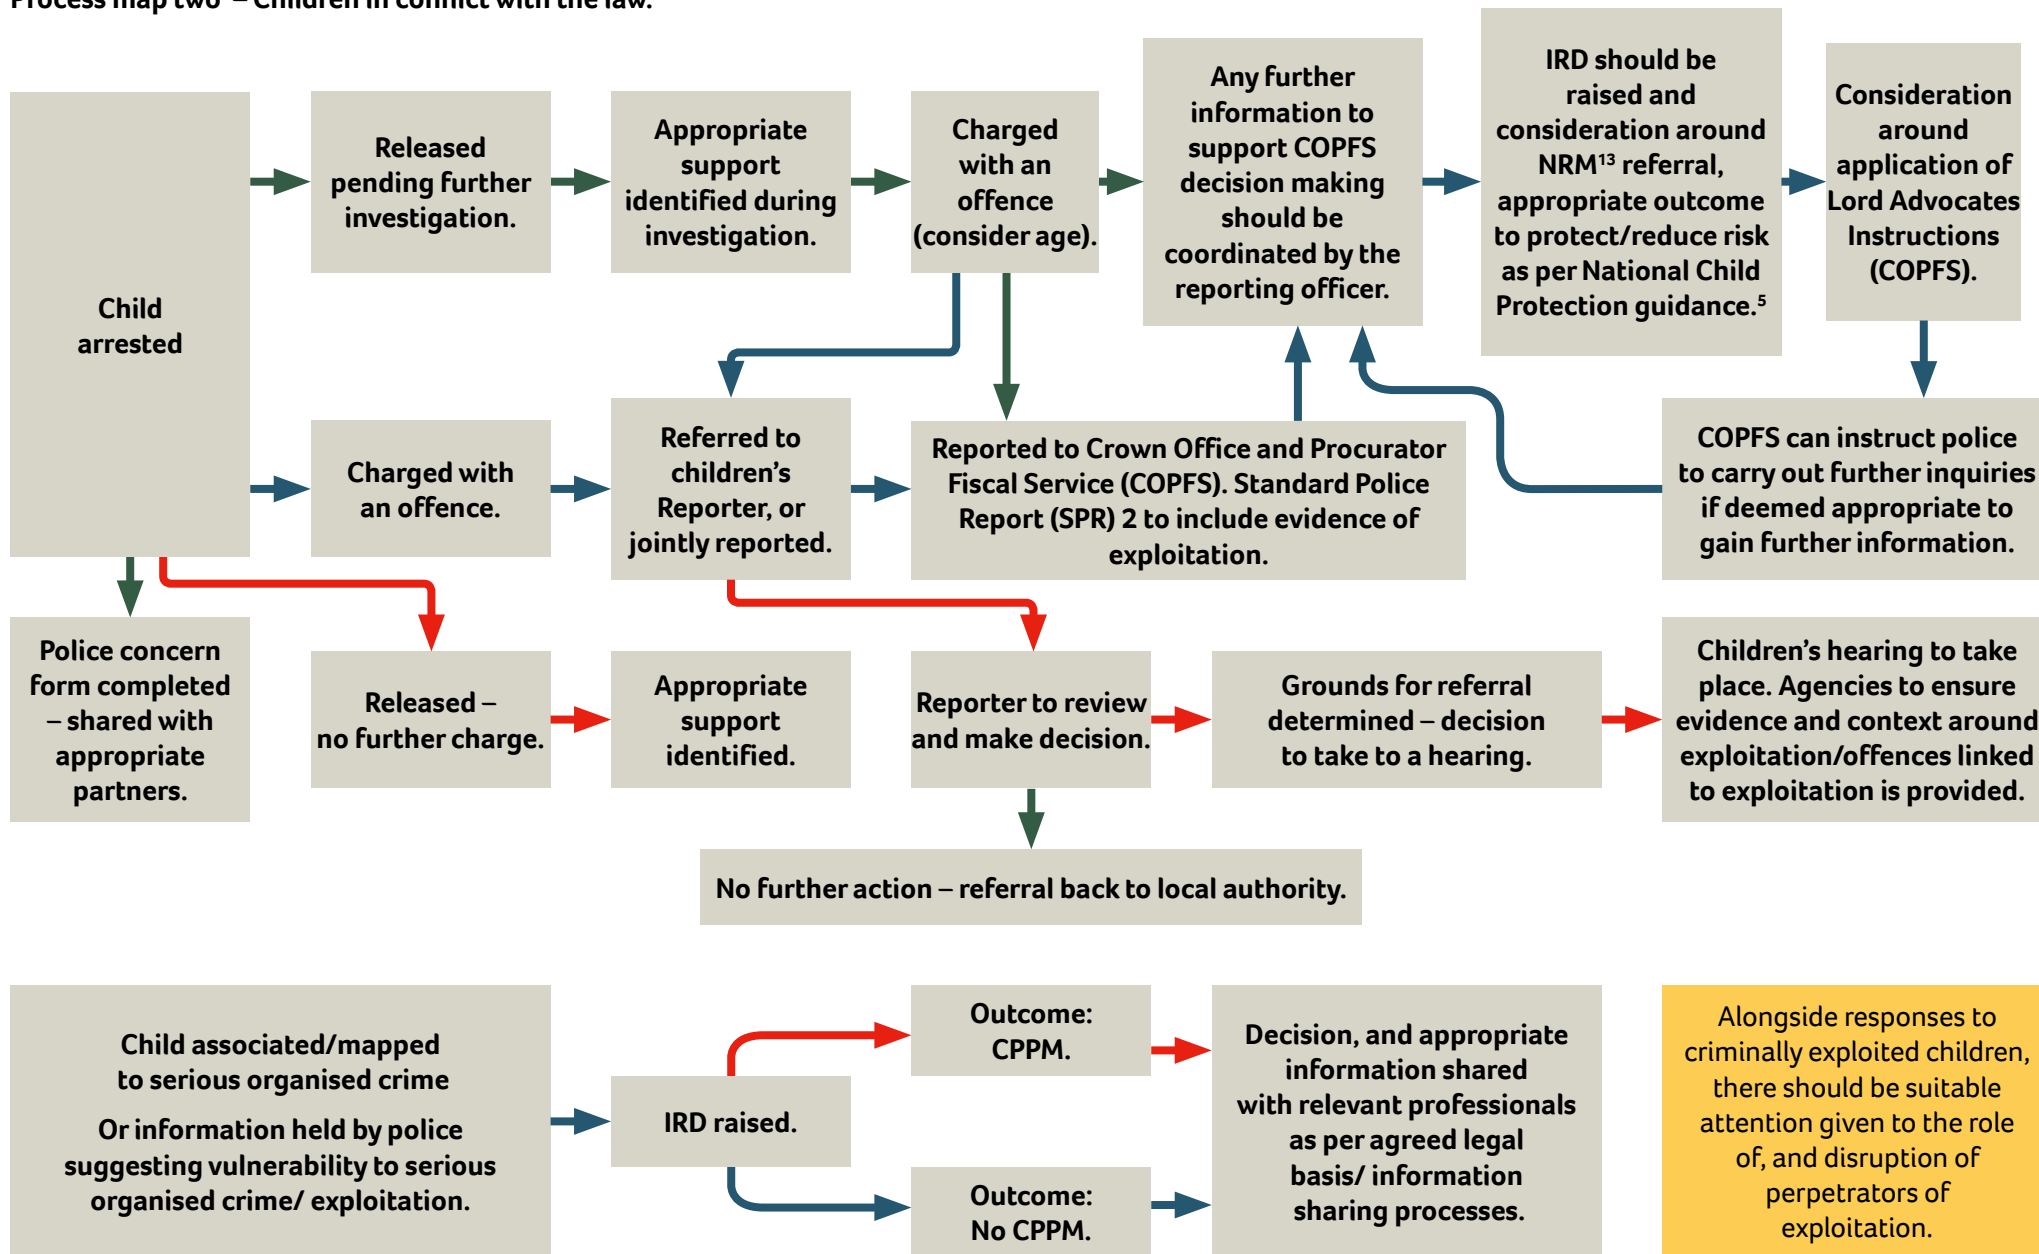 Process map two – Children in conflict with the law.
Child
arrested
Released
pending further
investigation.
Appropriate
support
identified during
investigation.
Charged
with an
offence
(consider age).
Any further
information to
support COPFS
decision making
should be
coordinated by the
reporting officer.
IRD should be
raised and
consideration around
NRM¹³ referral,
appropriate outcome
to protect/reduce risk
as per National Child
Protection guidance.⁵
Consideration
around
application of
Lord Advocates
Instructions
(COPFS).
Charged with
an offence.
Referred to
children’s
Reporter, or
jointly reported.
Reported to Crown Office and Procurator
Fiscal Service (COPFS). Standard Police
Report (SPR) 2 to include evidence of
exploitation.
COPFS can instruct police
to carry out further inquiries
if deemed appropriate to
gain further information.
Police concern
form completed
– shared with
appropriate
partners.
Released –
no further charge.
Appropriate
support
identified.
Reporter to review
and make decision.
Grounds for referral
determined – decision
to take to a hearing.
Children’s hearing to take
place. Agencies to ensure
evidence and context around
exploitation/offences linked
to exploitation is provided.
No further action – referral back to local authority.
Child associated/mapped
to serious organised crime
Or information held by police
suggesting vulnerability to serious
organised crime/ exploitation.
IRD raised.
Outcome:
CPPM.
Outcome:
No CPPM.
Decision, and appropriate
information shared
with relevant professionals
as per agreed legal
basis/ information
sharing processes.
Alongside responses to
criminally exploited children,
there should be suitable
attention given to the role
of, and disruption of
perpetrators of
exploitation.